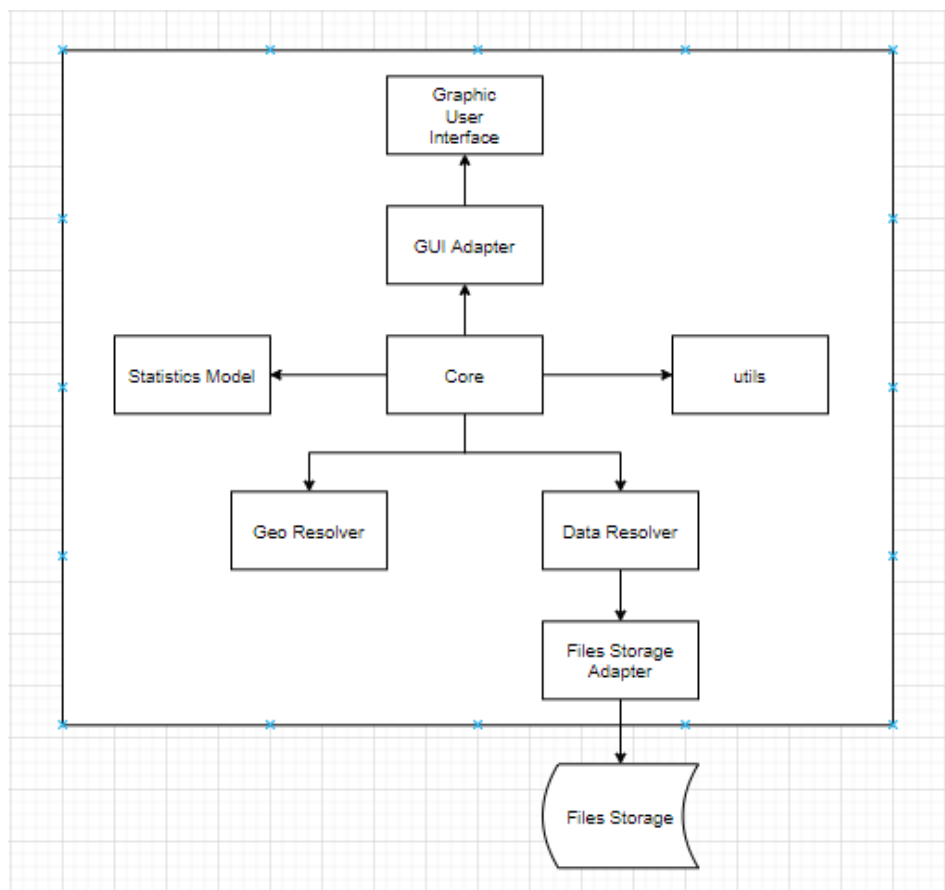 Graphic
User
Interface
GUI Adapter
Statistics Model
Core
utils
Geo Resolver
Data Resolver
Files Storage
Adapter
Files Storage